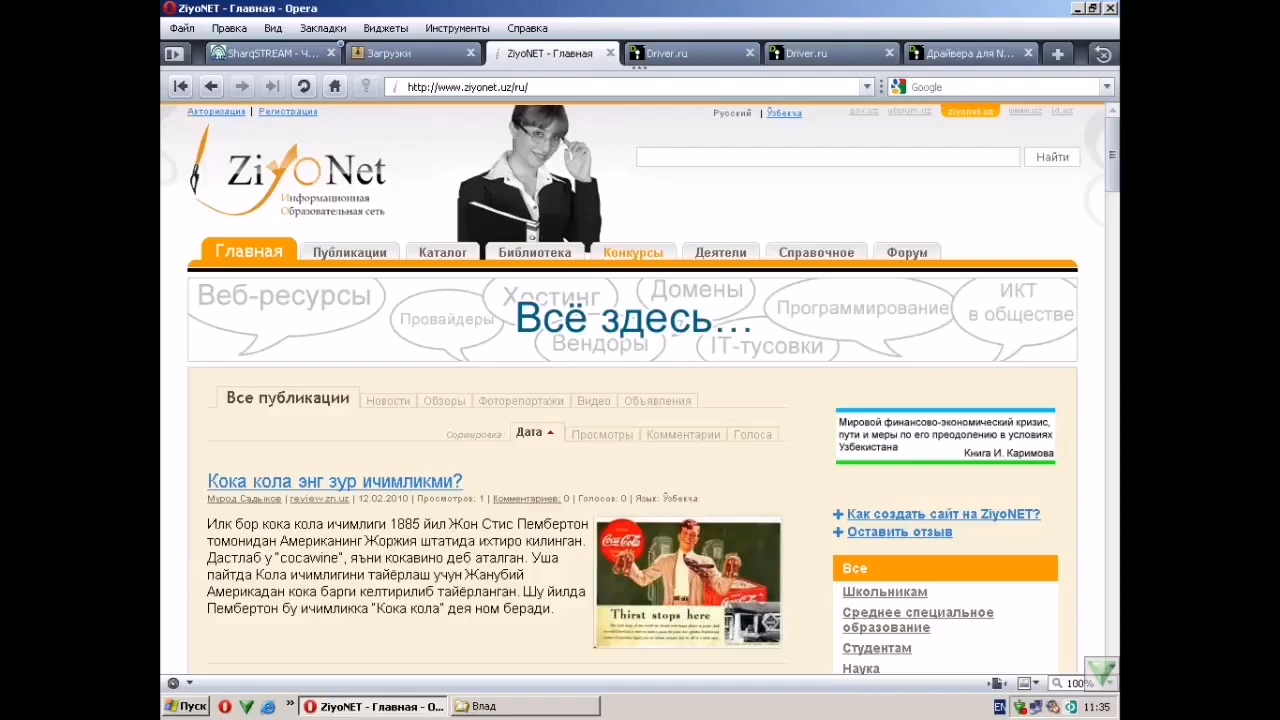 ZiyoNET - Главная - Opera
Файл Правка Вид Закладки Виджеты Инструменты Справка
SharqSTREAM - Ч... Загрузки ZiyoNET - Главная Driver.ru Driver.ru Драйвера для N...
http://www.ziyonet.uz/ru/ Google
Авторизация | Регистрация Русский | Ўзбекча gov.uz uforum.uz ziyonet.uz www.uz id.uz
ZiyoNet Найти
Информационная
Образовательная сеть
Главная Публикации Каталог Библиотека Конкурсы Деятели Справочное Форум
Веб-ресурсы Провайдеры Хостинг Домены Программирование ИКТ
в обществе
Всё здесь...
Вендоры IT-тусовки
Все публикации Новости Обзоры Фоторепортажи Видео Объявления
Сортировка: Дата Просмотры Комментарии Голоса
Мировой финансово-экономический кризис,
пути и меры по его преодолению в условиях
Узбекистана
Книга И. Каримова
Кока кола энг зур ичимликми?
Мурод Садыков | review.zn.uz | 12.02.2010 | Просмотров: 1 | Комментариев: 0 | Голосов: 0 | Язык: Ўзбекча
Илк бор кока кола ичимлиги 1885 йил Жон Стис Пембертон
томонидан Американинг Жоржия штатида ихтиро килинган.
Дастлаб у "cocawine", яъни кокавино деб аталган. Уша
пайтда Кола ичимлигини тайёрлаш учун Жанубий
Америкадан кока барги келтирилиб тайёрланган. Шу йилда
Пембертон бу ичимликка "Кока кола" дея ном беради.
Coca-Cola
Thirst stops here
+ Как создать сайт на ZiyoNET?
+ Оставить отзыв
Все
Школьникам
Среднее специальное
образование
Студентам
Наука
100%
Пуск ZiyoNET - Главная - O... Влад EN 11:35